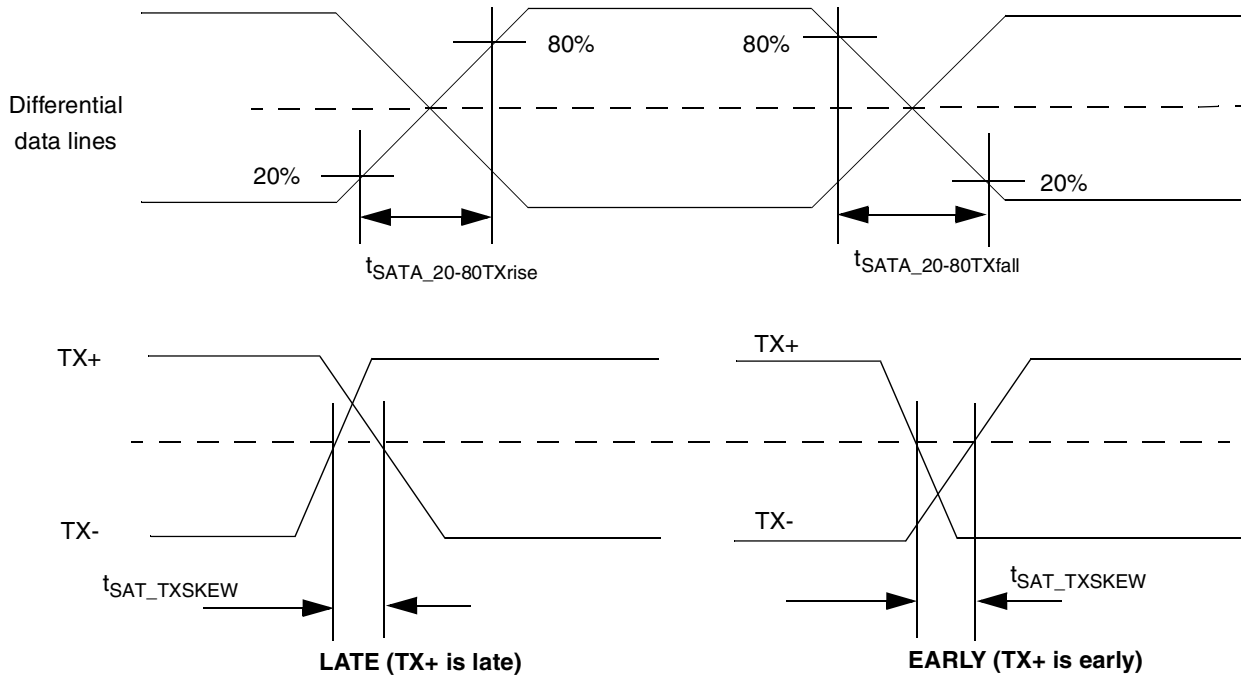 80%
80%
Differential
data lines
20%
20%
tSATA_20-80TXrise
tSATA_20-80TXfall
TX+
TX+
TX-
TX-
tSAT_TXSKEW
tSAT_TXSKEW
LATE (TX+ is late)
EARLY (TX+ is early)